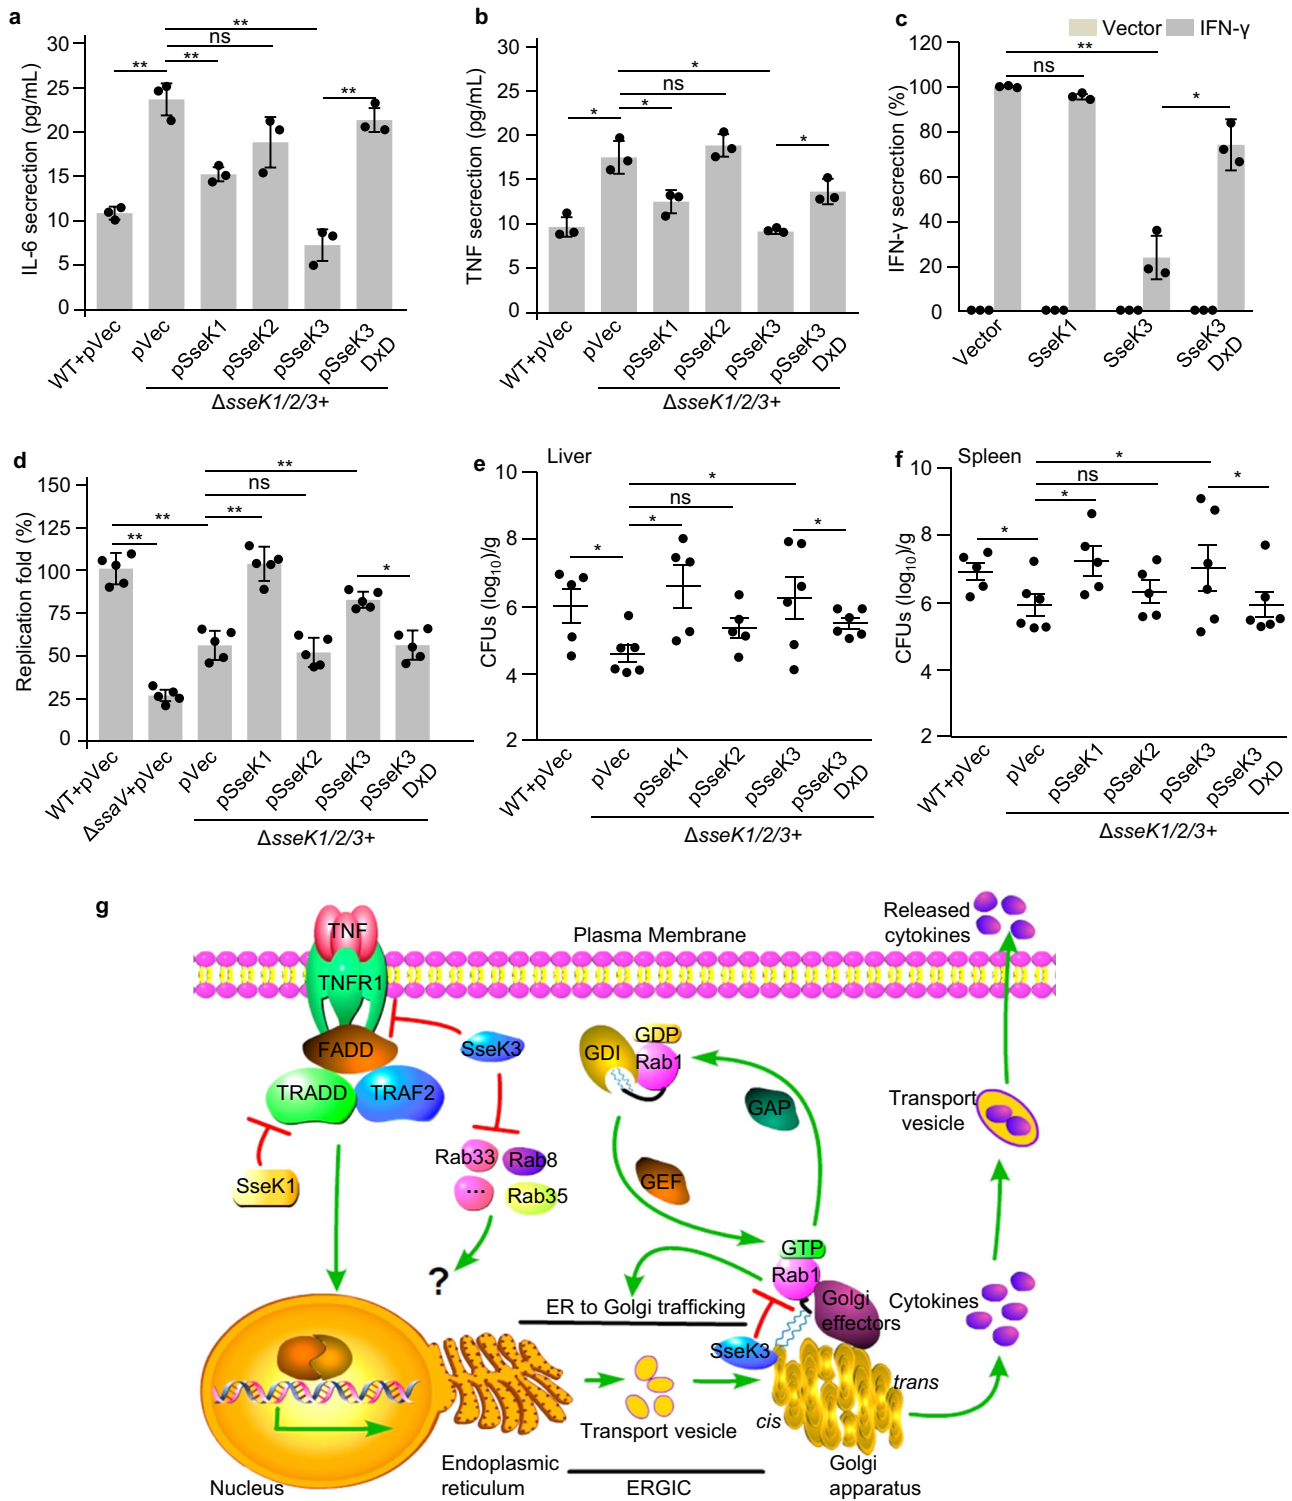 a
IL-6 secrection (pg/mL)
30
25
20
15
10
5
0
**
**
ns
**
**
WT+pVec
pVec
pSseK1
pSseK2
pSseK3
pSseK3
DxD
ΔsseK1/2/3+
b
TNF secrection (pg/mL)
30
25
20
15
10
5
0
*
*
ns
*
*
WT+pVec
pVec
pSseK1
pSseK2
pSseK3
pSseK3
DxD
ΔsseK1/2/3+
c
Vector
IFN-γ
IFN-γ secrection (%)
120
100
80
60
40
20
0
**
ns
*
Vector
SseK1
SseK3
SseK3
DxD
d
Replication fold (%)
150
125
100
75
50
25
0
**
ns
**
**
**
*
WT+pVec
ΔssaV+pVec
pVec
pSseK1
pSseK2
pSseK3
pSseK3
DxD
ΔsseK1/2/3+
e
Liver
CFUs (log10)/g
10
8
6
4
2
*
ns
*
*
*
WT+pVec
pVec
pSseK1
pSseK2
pSseK3
pSseK3
DxD
ΔsseK1/2/3+
f
Spleen
CFUs (log10)/g
10
8
6
4
2
*
ns
*
*
*
WT+pVec
pVec
pSseK1
pSseK2
pSseK3
pSseK3
DxD
ΔsseK1/2/3+
g
TNF
TNFR1
FADD
TRADD
TRAF2
SseK1
SseK3
Rab33
Rab8
...
Rab35
?
Plasma Membrane
GDI
GDP
Rab1
GAP
GEF
GTP
Rab1
Golgi
effectors
ER to Golgi trafficking
SseK3
Released
cytokines
Transport
vesicle
Cytokines
trans
cis
Transport vesicle
Nucleus
Endoplasmic
reticulum
ERGIC
Golgi
apparatus